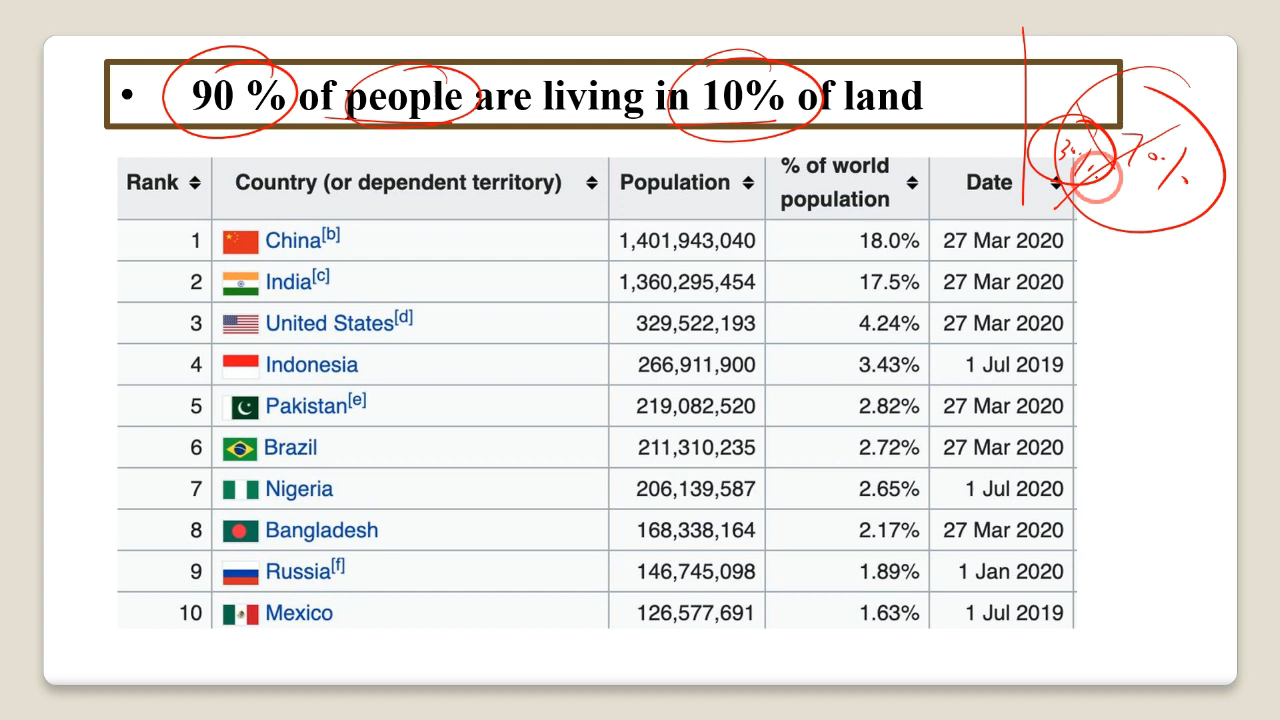 • 90 % of people are living in 10% of land
30% 70%
Rank Country (or dependent territory) Population % of world population Date
1 China[b] 1,401,943,040 18.0% 27 Mar 2020
2 India[c] 1,360,295,454 17.5% 27 Mar 2020
3 United States[d] 329,522,193 4.24% 27 Mar 2020
4 Indonesia 266,911,900 3.43% 1 Jul 2019
5 Pakistan[e] 219,082,520 2.82% 27 Mar 2020
6 Brazil 211,310,235 2.72% 27 Mar 2020
7 Nigeria 206,139,587 2.65% 1 Jul 2020
8 Bangladesh 168,338,164 2.17% 27 Mar 2020
9 Russia[f] 146,745,098 1.89% 1 Jan 2020
10 Mexico 126,577,691 1.63% 1 Jul 2019